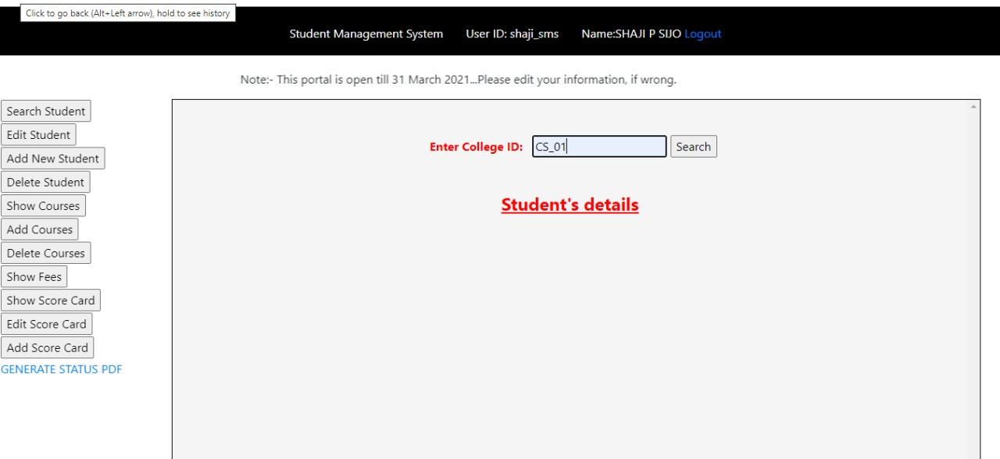 Click to go back (Alt+Left arrow), hold to see history
Student Management System User ID: shaji_sms Name:SHAJI P SIJO Logout
Note:- This portal is open till 31 March 2021...Please edit your information, if wrong.
Search Student
Edit Student
Add New Student
Delete Student
Show Courses
Add Courses
Delete Courses
Show Fees
Show Score Card
Edit Score Card
Add Score Card
GENERATE STATUS PDF
Enter College ID: CS_01 Search
Student's details